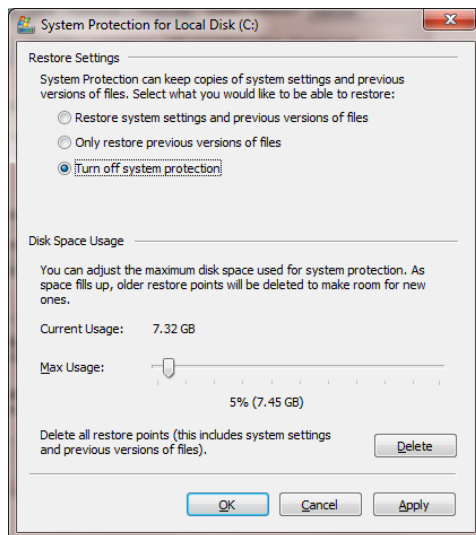 System Protection for Local Disk (C:)
Restore Settings
System Protection can keep copies of system settings and previous
versions of files. Select what you would like to be able to restore:
Restore system settings and previous versions of files
Only restore previous versions of files
Turn off system protection
Disk Space Usage
You can adjust the maximum disk space used for system protection. As
space fills up, older restore points will be deleted to make room for new
ones.
Current Usage: 7.32 GB
Max Usage:
5% (7.45 GB)
Delete all restore points (this includes system settings
and previous versions of files).
Delete
OK Cancel Apply